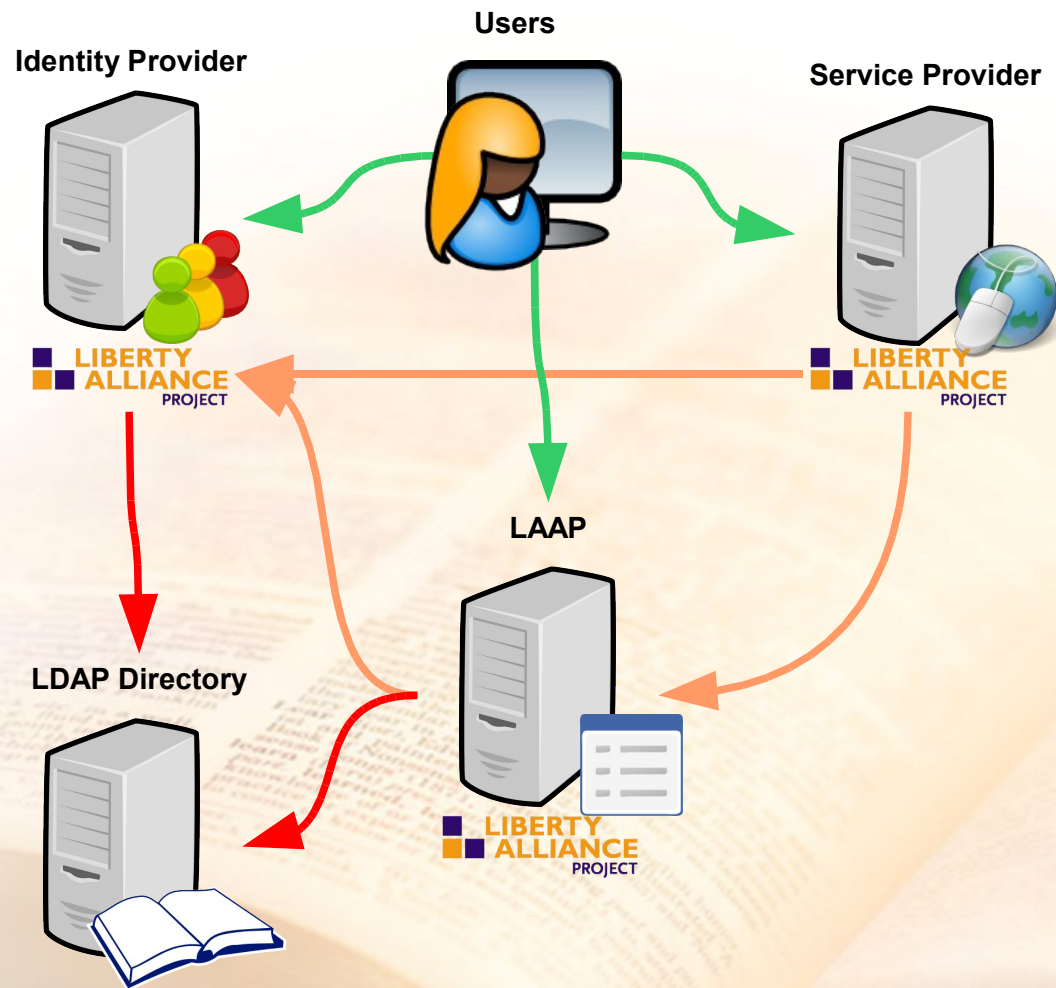 Users
Identity Provider
Service Provider
LIBERTY
ALLIANCE
PROJECT
LIBERTY
ALLIANCE
PROJECT
LAAP
LDAP Directory
LIBERTY
ALLIANCE
PROJECT